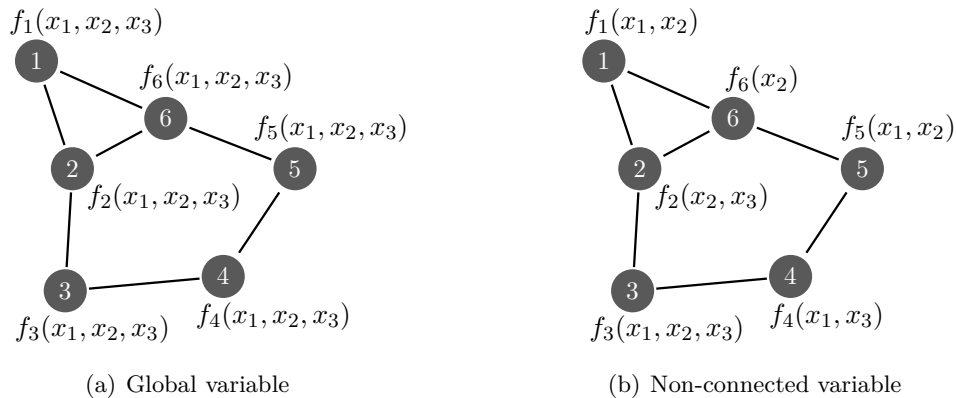 f₁(x₁, x₂, x₃)
1
f₆(x₁, x₂, x₃)
6
f₅(x₁, x₂, x₃)
2
5
f₂(x₁, x₂, x₃)
3
4
f₃(x₁, x₂, x₃)
f₄(x₁, x₂, x₃)
(a) Global variable
f₁(x₁, x₂)
1
f₆(x₂)
6
f₅(x₁, x₂)
2
5
f₂(x₂, x₃)
3
4
f₃(x₁, x₂, x₃)
f₄(x₁, x₃)
(b) Non-connected variable